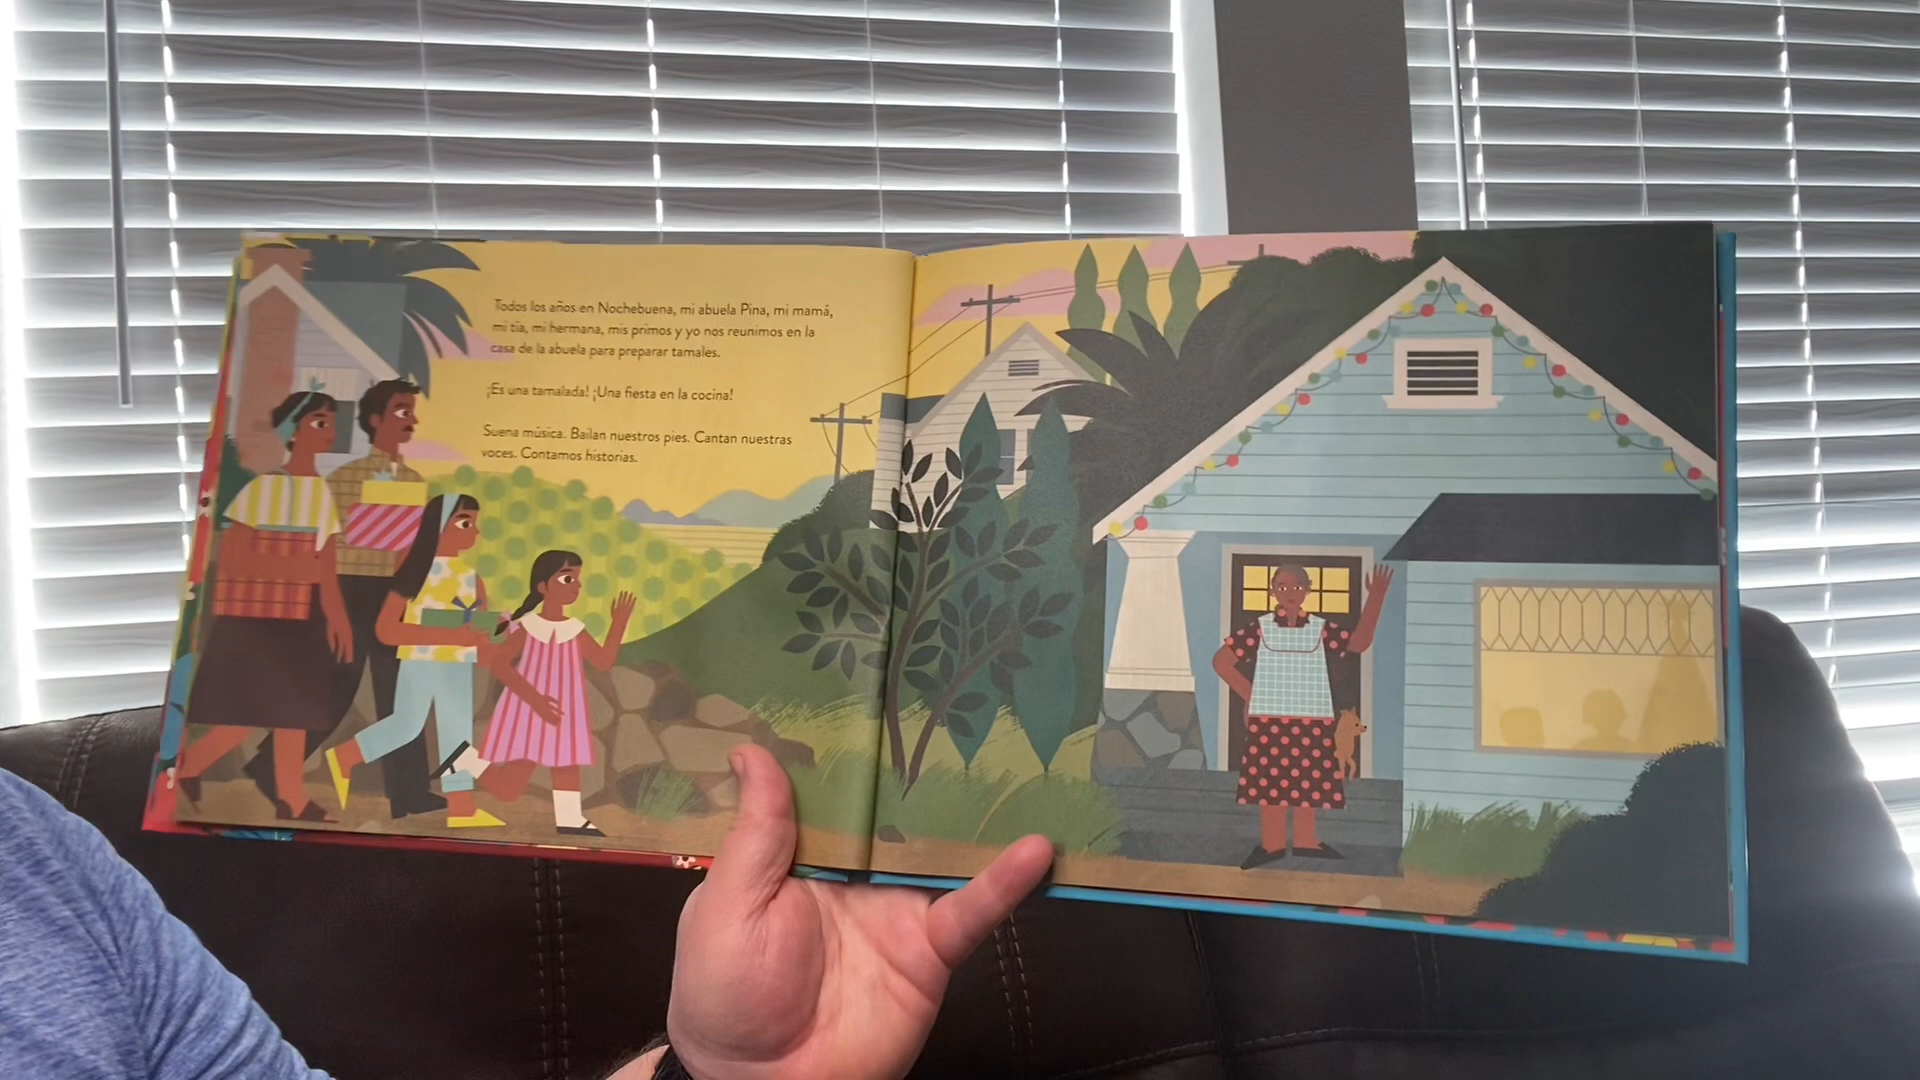 Todos los años en Nochebuena, mi abuela Pina, mi mamá,
mi tía, mi hermana, mis primos y yo nos reunimos en la
casa de la abuela para preparar tamales.
¡Es una tamalada! ¡Una fiesta en la cocina!
Suena música. Bailan nuestros pies. Cantan nuestras
voces. Contamos historias.